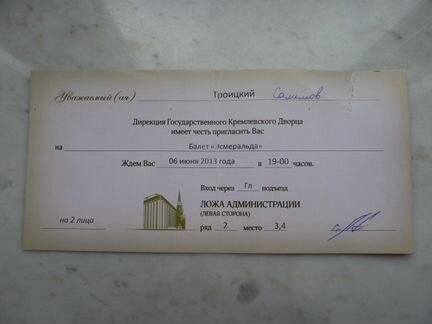 Уважаемый(ая) Троицкий Салимов
Дирекция Государственного Кремлевского Дворца
имеет честь пригласить Вас
на Балет «Эсмеральда»
Ждем Вас 06 июня 2013 года в 19-00 часов.
Вход через Гл подъезд
ЛОЖА АДМИНИСТРАЦИИ
(ЛЕВАЯ СТОРОНА)
на 2 лица ряд 2 место 3,4